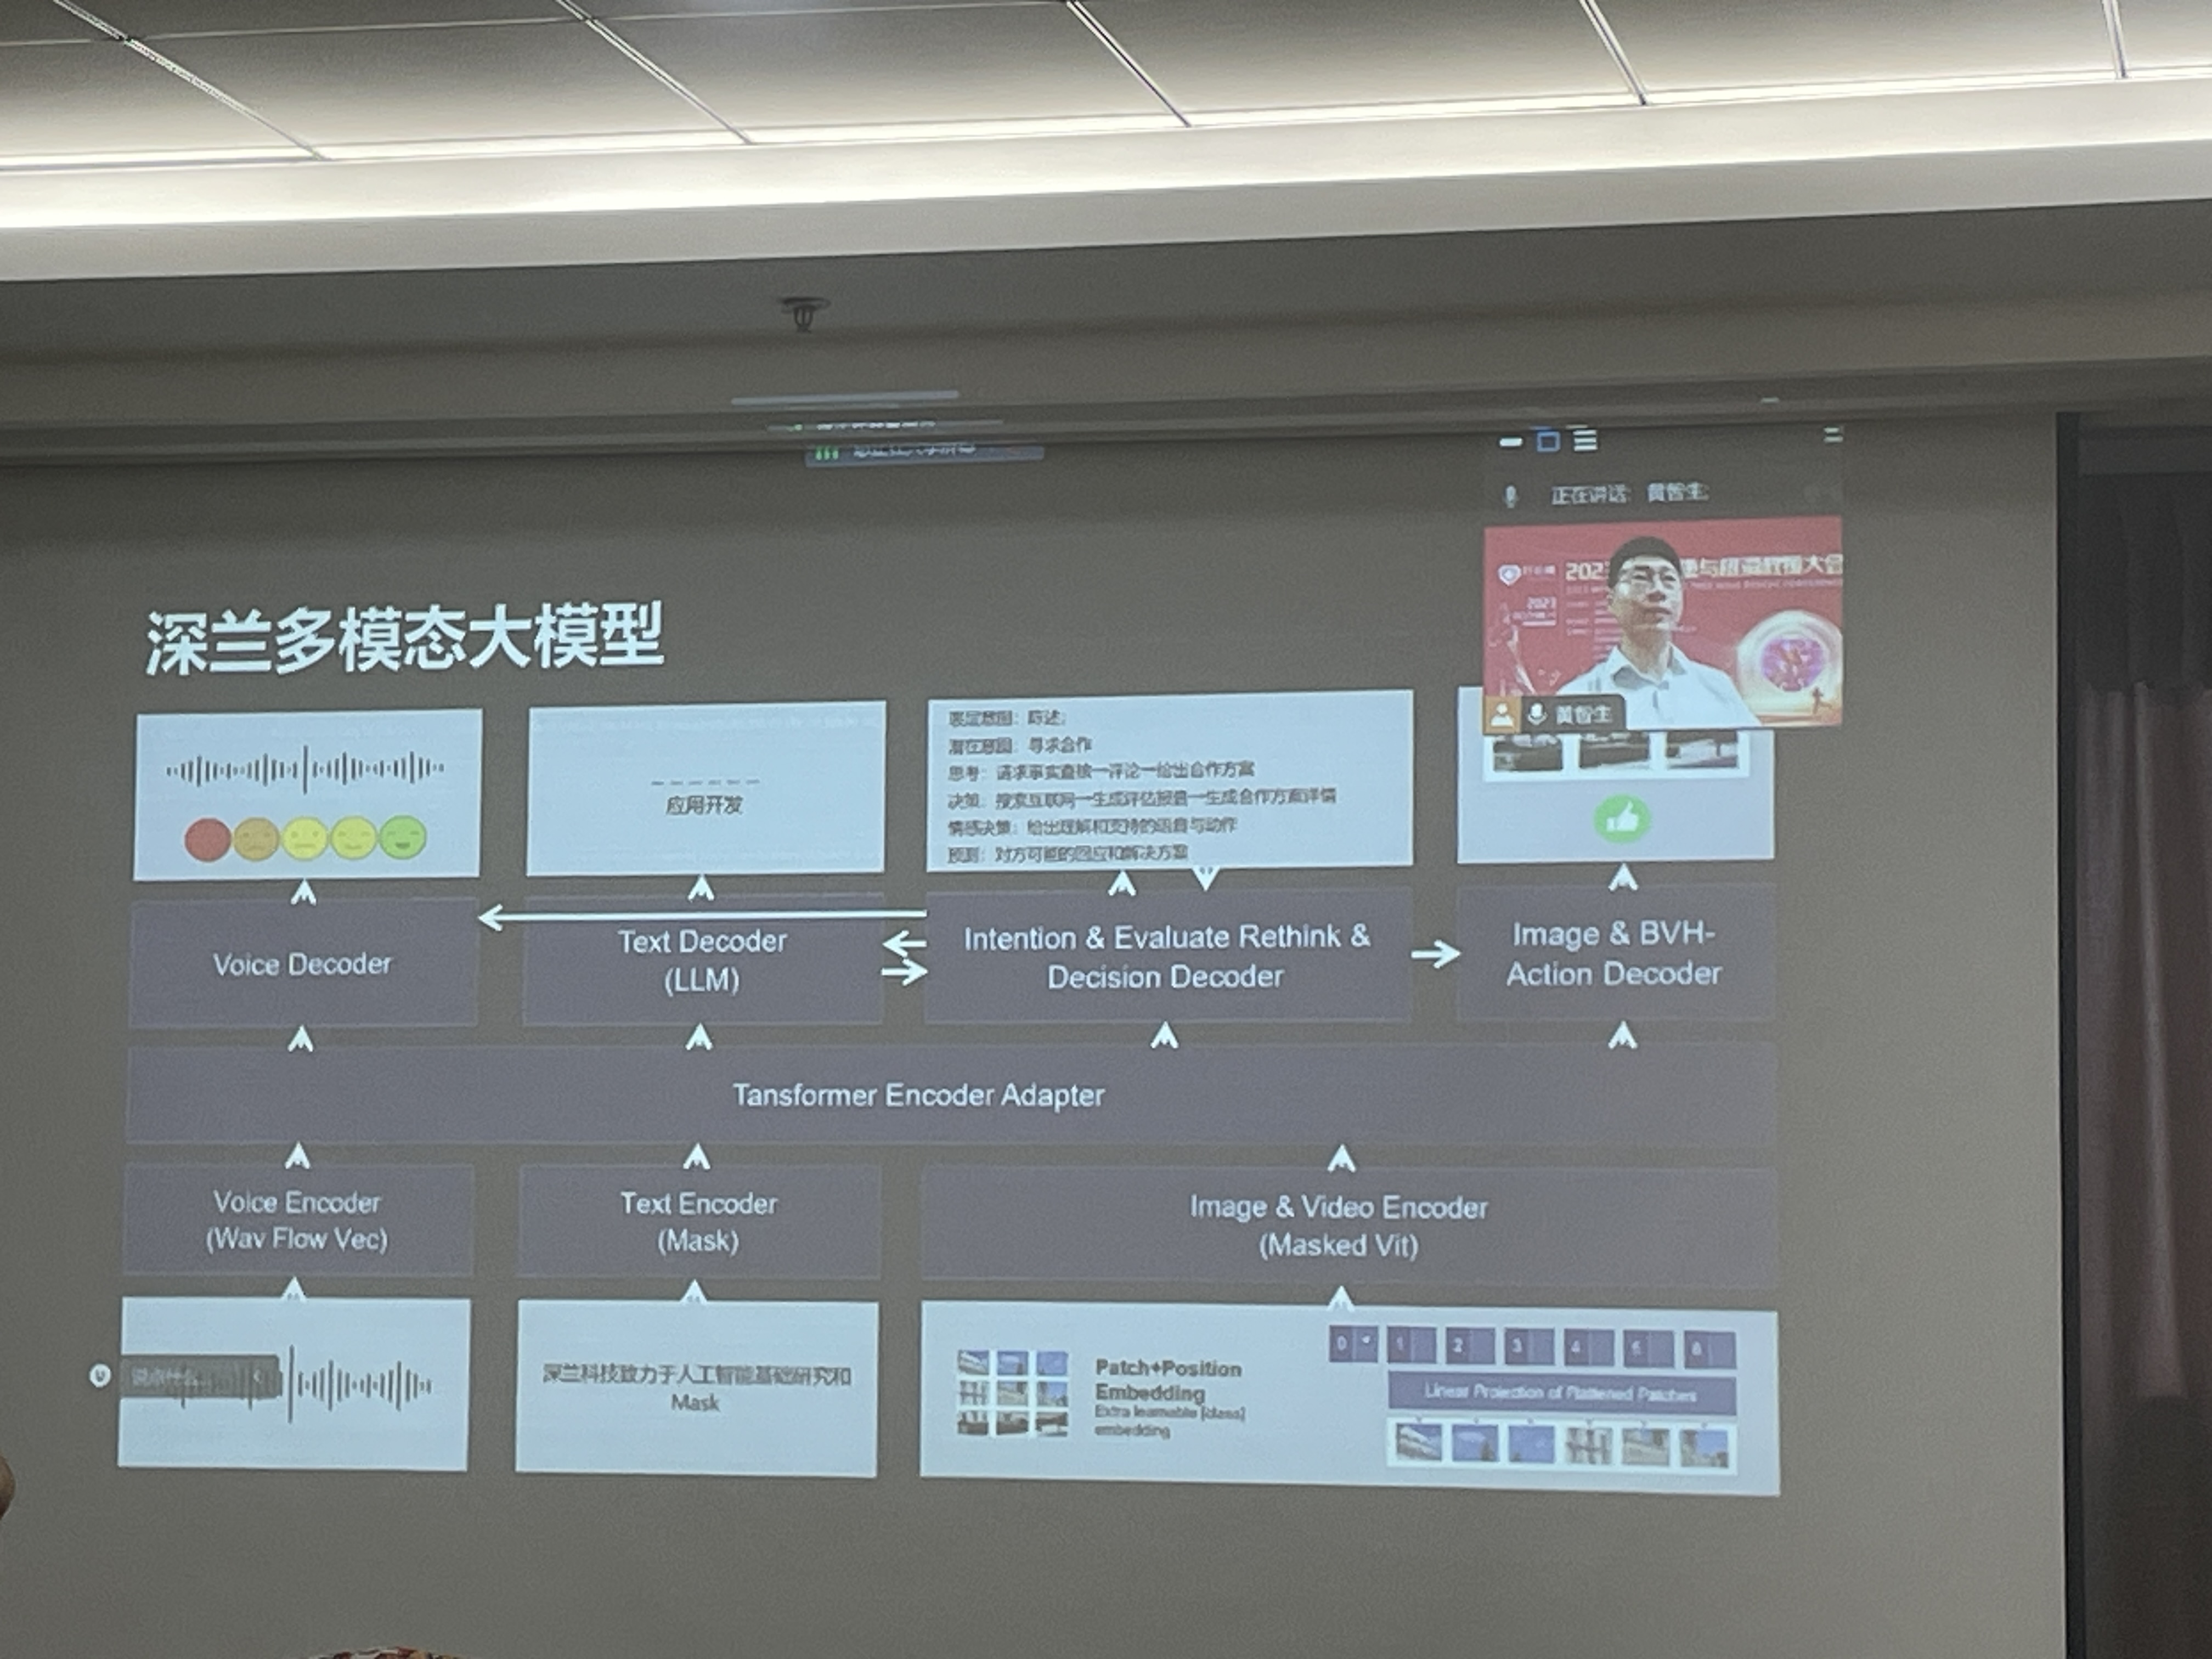 正在讲话: 黄智生;
2023
黄智生
深兰多模态大模型
应用开发
表层意图：陈述;
潜在意图：寻求合作
思考：请求事实查核—评论—给出合作方案
决策：搜索互联网—生成评估报告—生成合作方案详情
情感决策：给出理解和支持的语音与动作
预测：对方可能的回应和解决方案
Voice Decoder
Text Decoder
(LLM)
Intention & Evaluate Rethink &
Decision Decoder
Image & BVH-
Action Decoder
Tansformer Encoder Adapter
Voice Encoder
(Wav Flow Vec)
Text Encoder
(Mask)
Image & Video Encoder
(Masked Vit)
说点什么...
深兰科技致力于人工智能基础研究和
Mask
Patch+Position
Embedding
Extra learnable [class]
embedding
0 * 1 2 3 4 5 6
Linear Projection of Flattened Patches